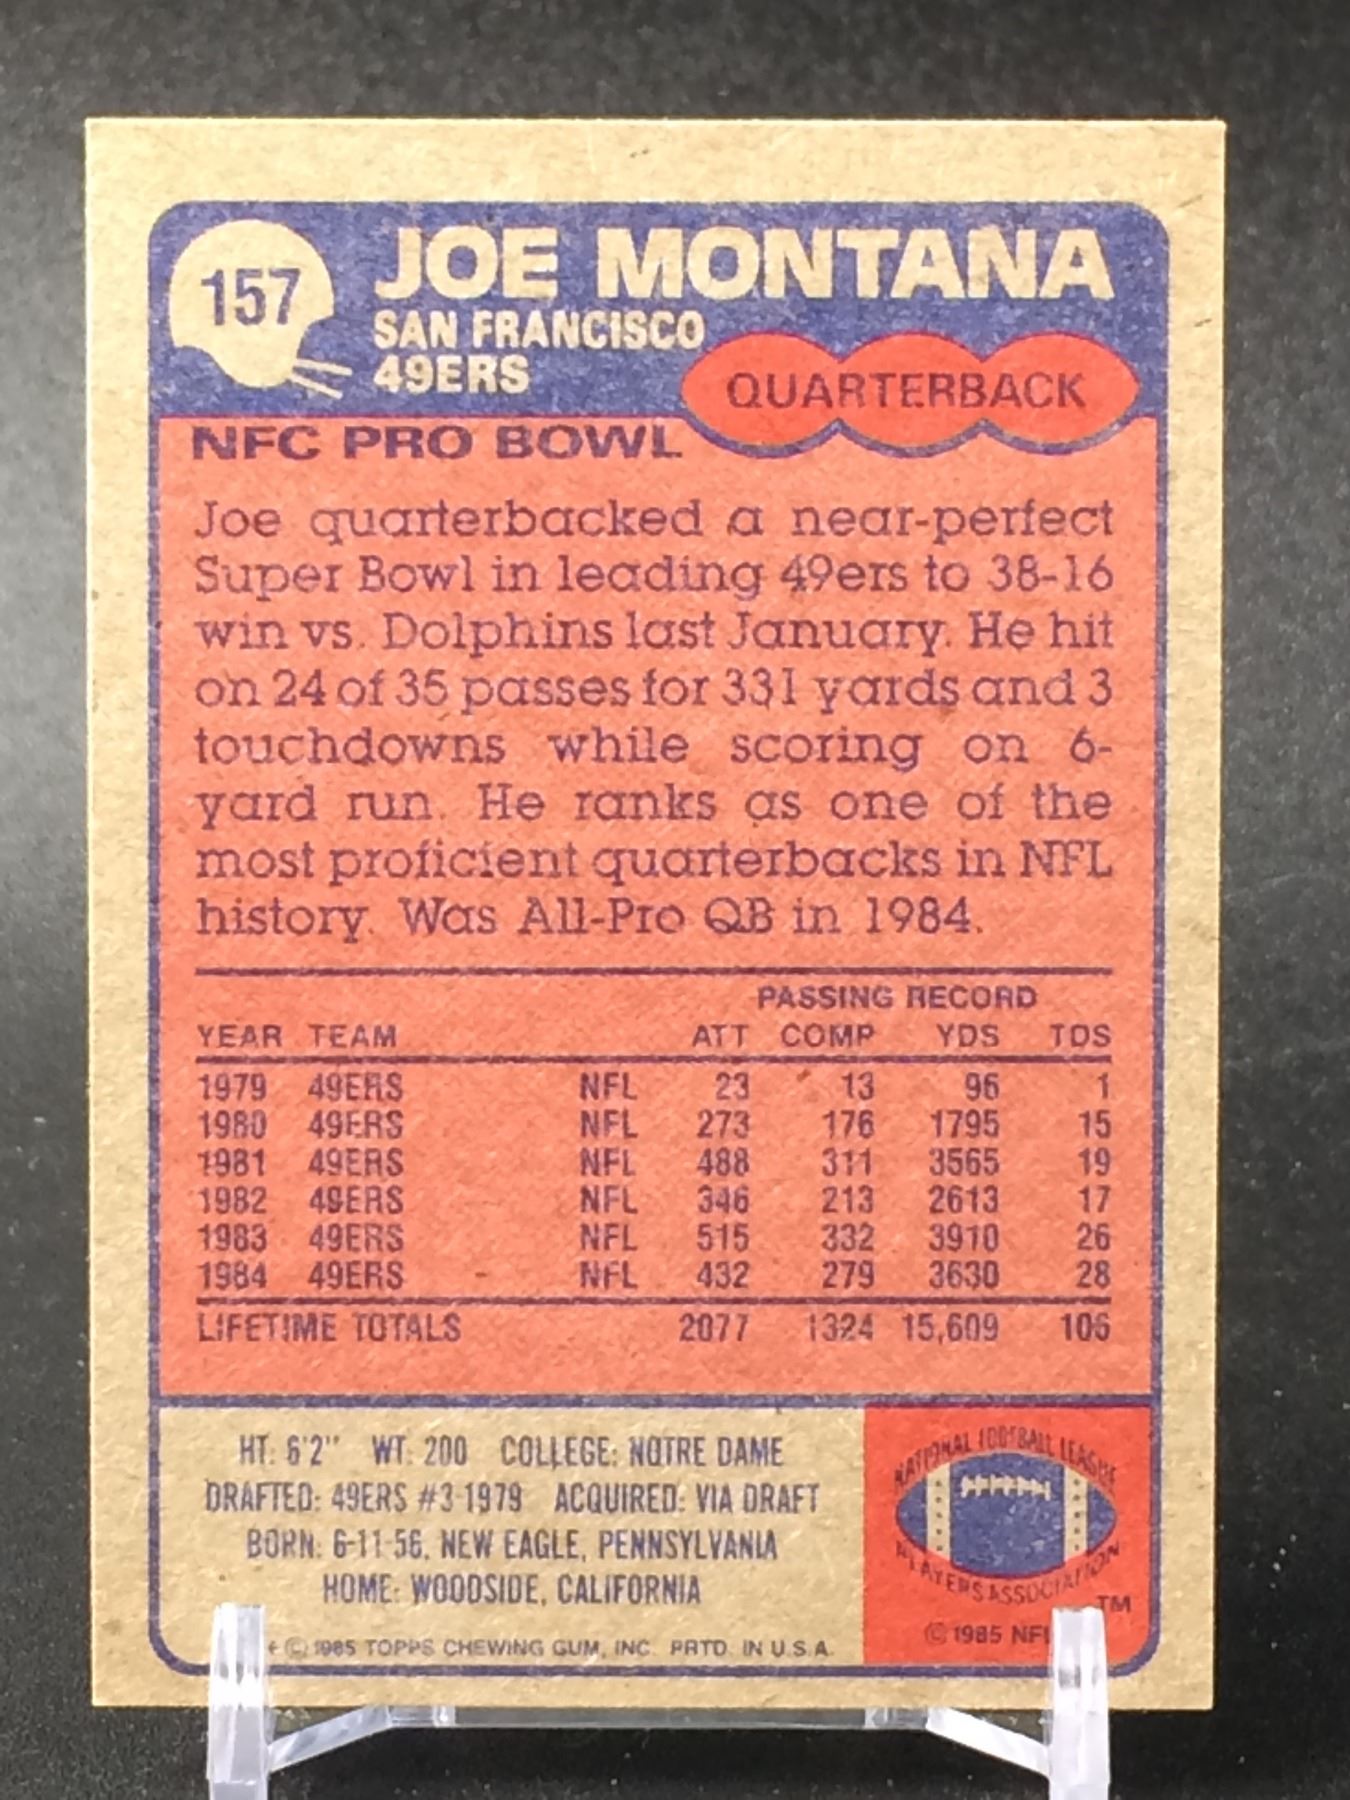 157
JOE MONTANA
SAN FRANCISCO
49ERS
QUARTERBACK
NFC PRO BOWL
Joe quarterbacked a near-perfect
Super Bowl in leading 49ers to 38-16
win vs. Dolphins last January. He hit
on 24 of 35 passes for 331 yards and 3
touchdowns while scoring on 6-
yard run. He ranks as one of the
most proficient quarterbacks in NFL
history. Was All-Pro QB in 1984.
PASSING RECORD
YEAR TEAM ATT COMP YDS TDS
1979 49ERS NFL 23 13 96 1
1980 49ERS NFL 273 176 1795 15
1981 49ERS NFL 488 311 3565 19
1982 49ERS NFL 346 213 2613 17
1983 49ERS NFL 515 332 3910 26
1984 49ERS NFL 432 279 3630 28
LIFETIME TOTALS 2077 1324 15,609 106
HT: 6'2" WT: 200 COLLEGE: NOTRE DAME
DRAFTED: 49ERS #3-1979 ACQUIRED: VIA DRAFT
BORN: 6-11-56, NEW EAGLE, PENNSYLVANIA
HOME: WOODSIDE, CALIFORNIA
© 1985 TOPPS CHEWING GUM, INC. PRTD. IN U.S.A.
NATIONAL FOOTBALL LEAGUE
PLAYERS ASSOCIATION
TM
© 1985 NFL